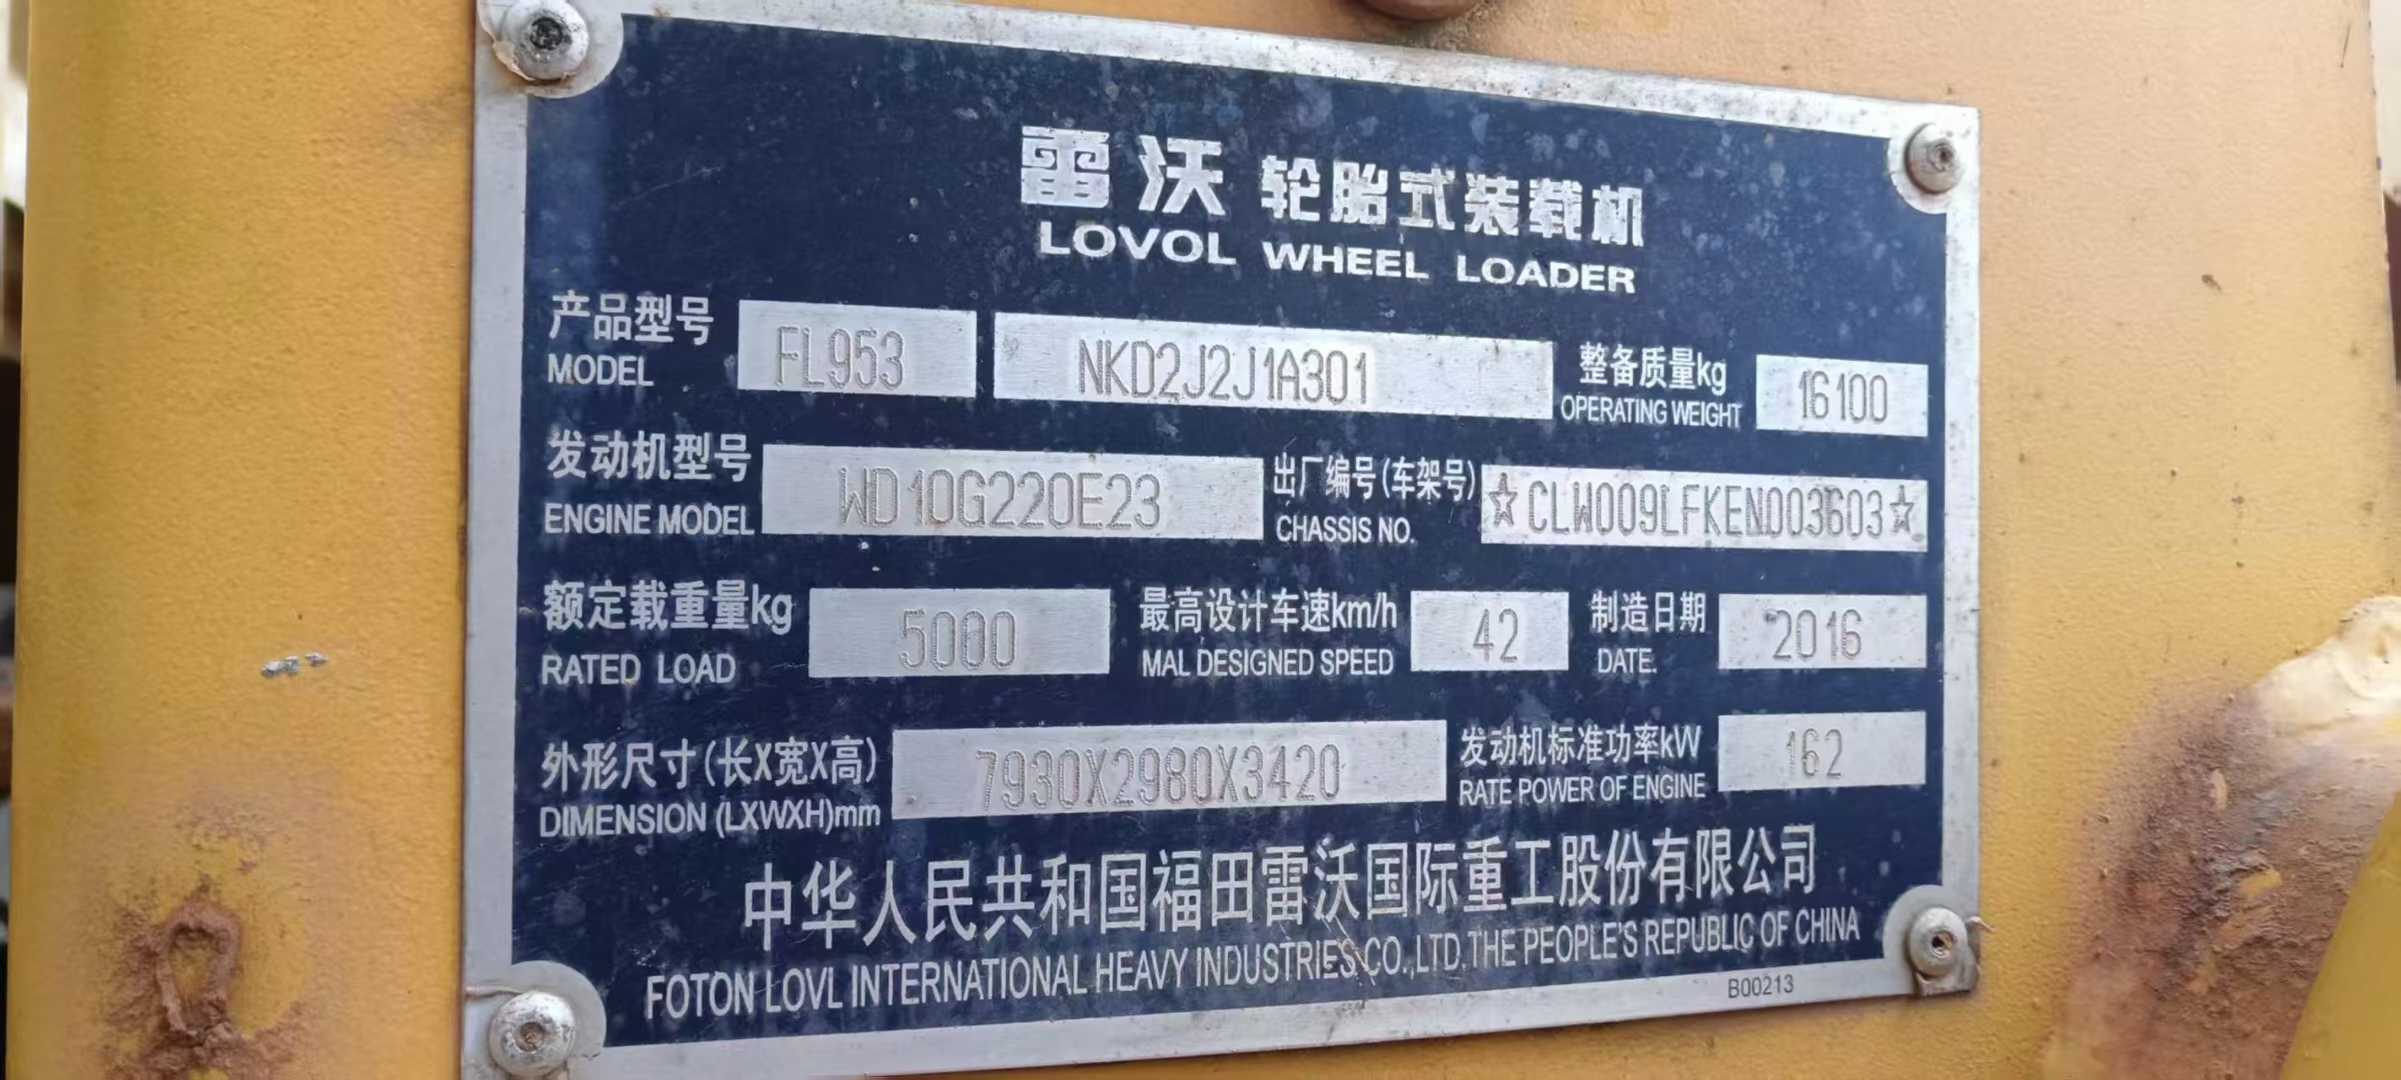 雷沃 轮胎式装载机
LOVOL WHEEL LOADER
产品型号 FL953 NKD2J2J1A301 整备质量kg 16100
MODEL OPERATING WEIGHT
发动机型号 WD10G220E23 出厂编号(车架号) ☆CLW009LFKEN003603☆
ENGINE MODEL CHASSIS NO.
额定载重量kg 5000 最高设计车速km/h 42 制造日期 2016
RATED LOAD MAL DESIGNED SPEED DATE.
外形尺寸(长X宽X高) 7930X2980X3420 发动机标准功率kW 162
DIMENSION (LXWXH)mm RATE POWER OF ENGINE
中华人民共和国福田雷沃国际重工股份有限公司
FOTON LOVL INTERNATIONAL HEAVY INDUSTRIES CO.,LTD.THE PEOPLE'S REPUBLIC OF CHINA
B00213